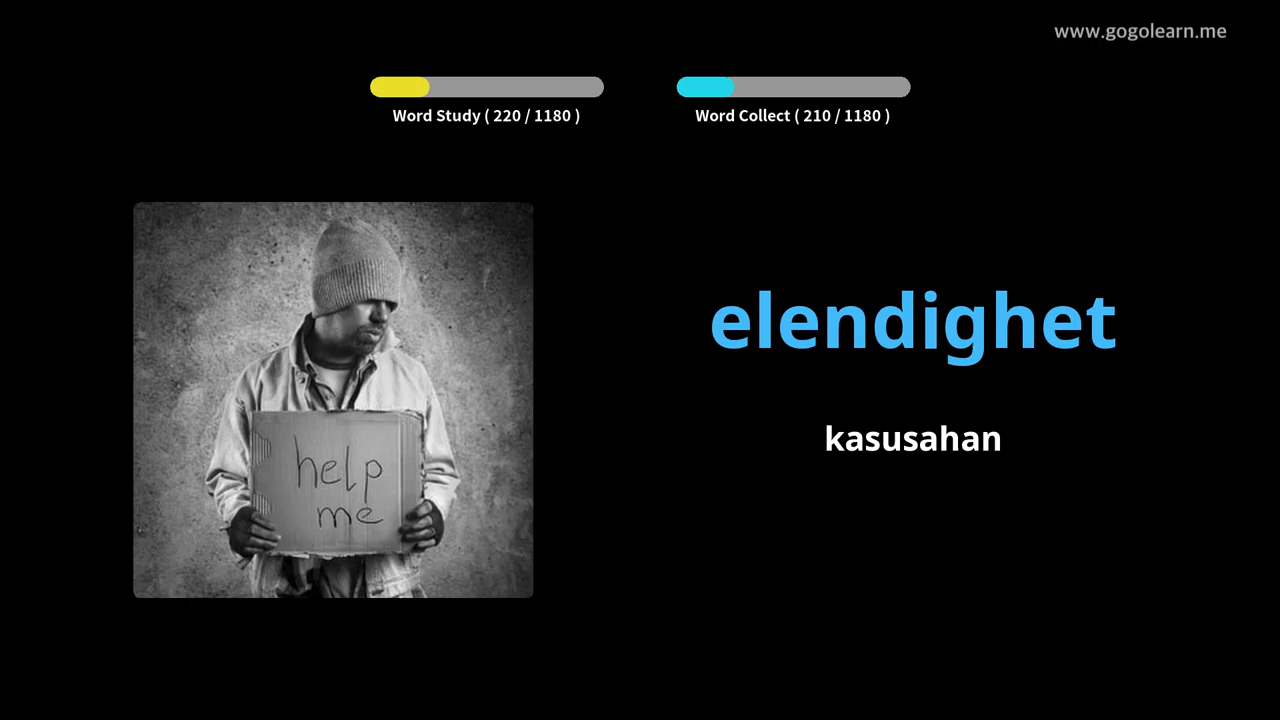 www.gogolearn.me
Word Study ( 220 / 1180 )
Word Collect ( 210 / 1180 )
elendighet
kasusahan
help
me